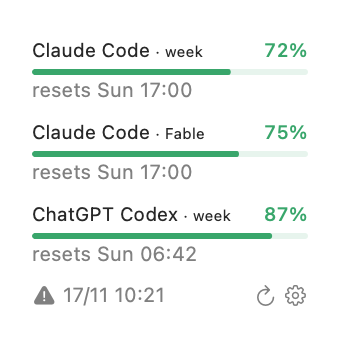 Claude Code · week 72%
resets Sun 17:00
Claude Code · Fable 75%
resets Sun 17:00
ChatGPT Codex · week 87%
resets Sun 06:42
17/11 10:21